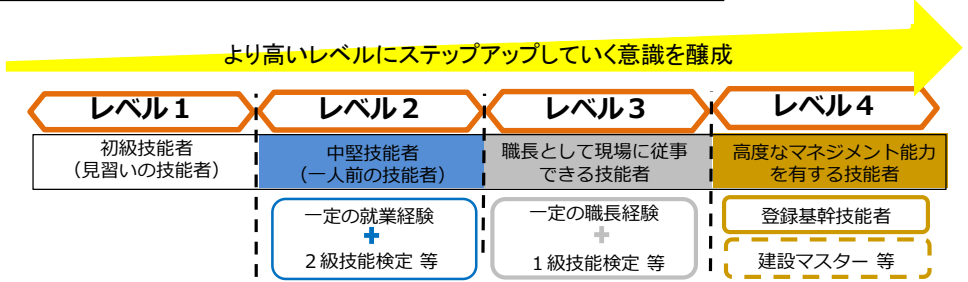 より高いレベルにステップアップしていく意識を醸成
レベル1
レベル2
レベル3
レベル4
初級技能者
（見習いの技能者）
中堅技能者
（一人前の技能者）
職長として現場に従事
できる技能者
高度なマネジメント能力
を有する技能者
一定の就業経験
+
２級技能検定 等
一定の職長経験
+
１級技能検定 等
登録基幹技能者
建設マスター 等